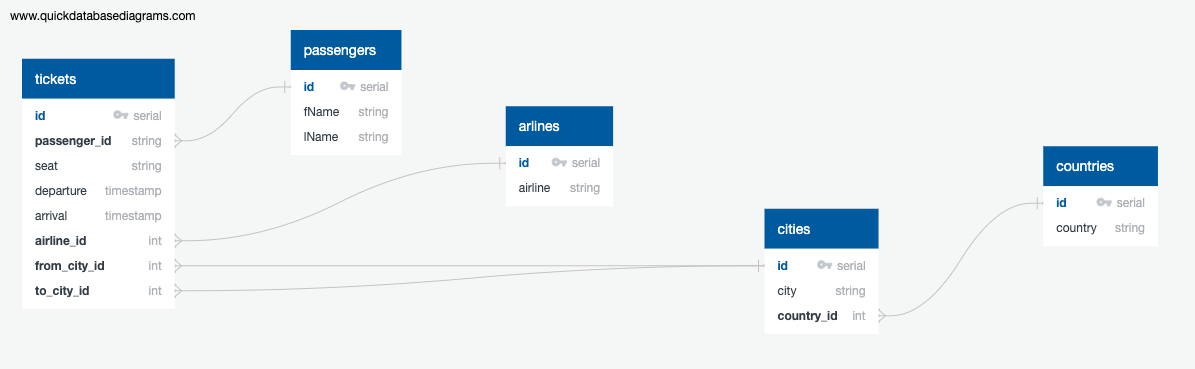 www.quickdatabasediagrams.com
tickets
id serial
passenger_id string
seat string
departure timestamp
arrival timestamp
airline_id int
from_city_id int
to_city_id int
passengers
id serial
fName string
lName string
arlines
id serial
airline string
cities
id serial
city string
country_id int
countries
id serial
country string